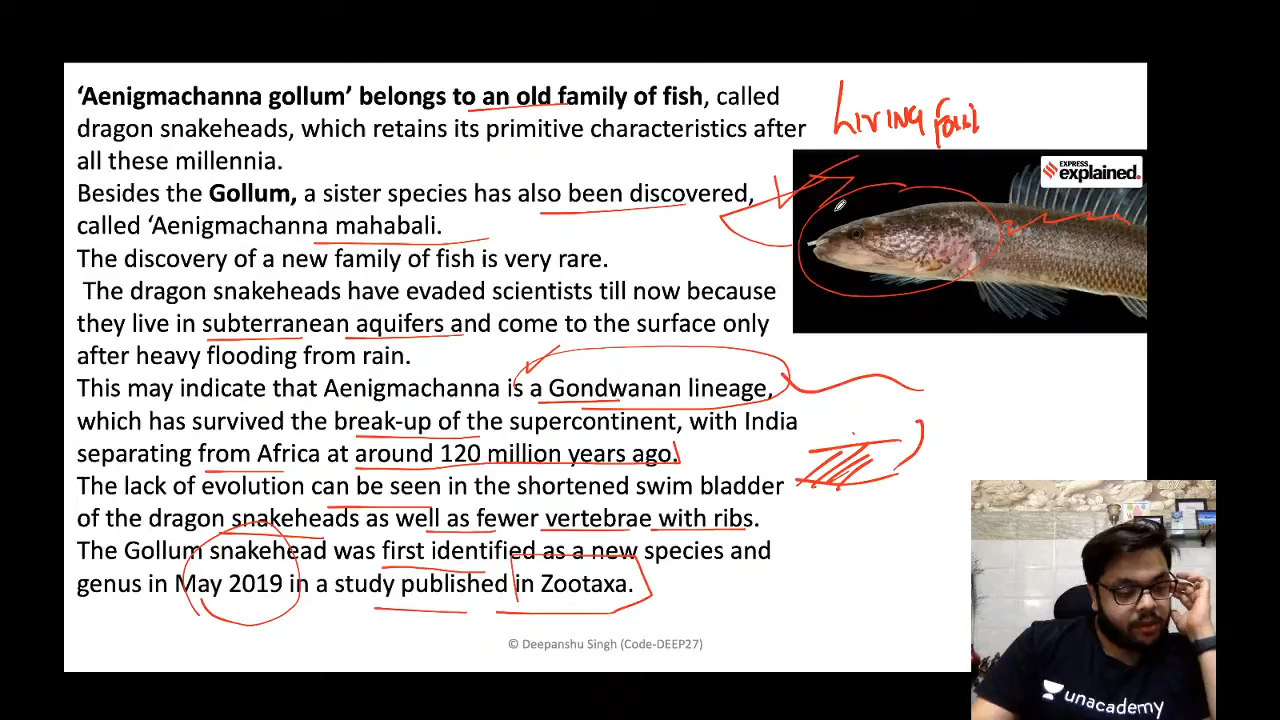 ‘Aenigmachanna gollum’ belongs to an old family of fish, called
dragon snakeheads, which retains its primitive characteristics after
all these millennia.
Besides the Gollum, a sister species has also been discovered,
called ‘Aenigmachanna mahabali.
The discovery of a new family of fish is very rare.
The dragon snakeheads have evaded scientists till now because
they live in subterranean aquifers and come to the surface only
after heavy flooding from rain.
This may indicate that Aenigmachanna is a Gondwanan lineage,
which has survived the break-up of the supercontinent, with India
separating from Africa at around 120 million years ago.
The lack of evolution can be seen in the shortened swim bladder
of the dragon snakeheads as well as fewer vertebrae with ribs.
The Gollum snakehead was first identified as a new species and
genus in May 2019 in a study published in Zootaxa.
LIVING
EXPRESS
explained.
© Deepanshu Singh (Code-DEEP27)
unacademy